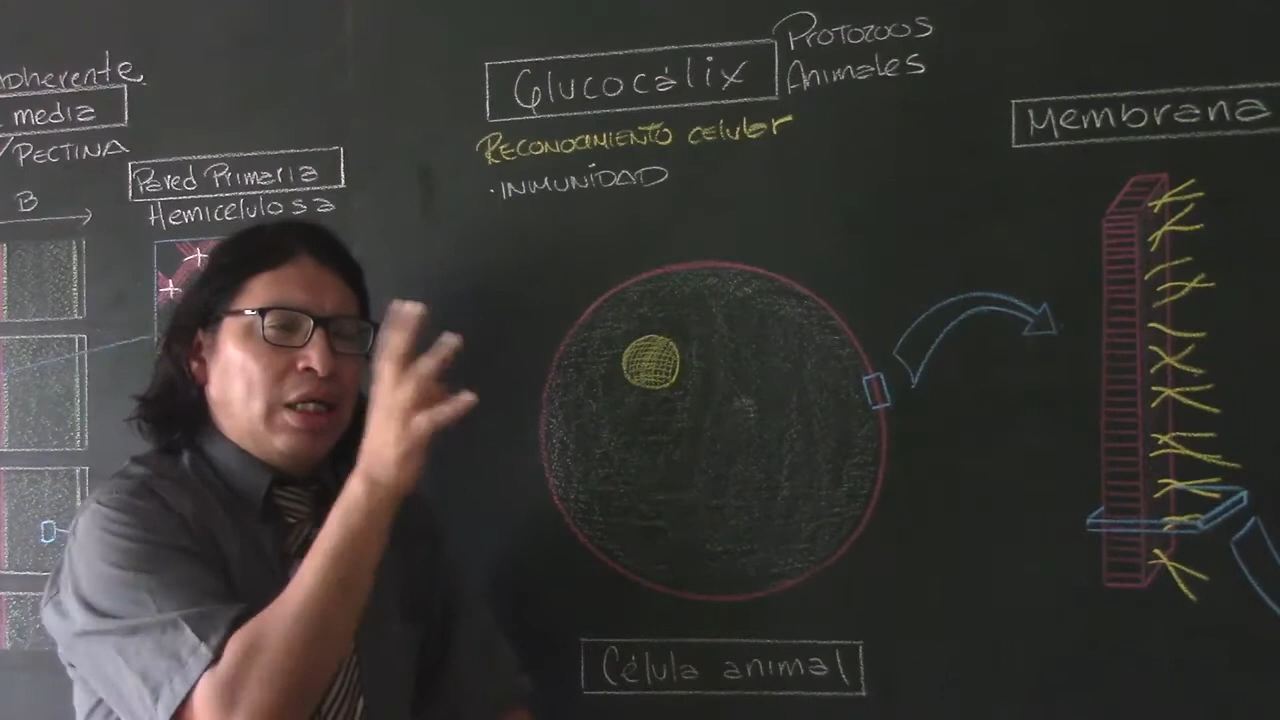 Adherente
media
PECTINA
B
Pared Primaria
Hemicelulosa
Glucocálix
Protozoos
Animales
Reconocimiento celular
· INMUNIDAD
Célula animal
Membrana